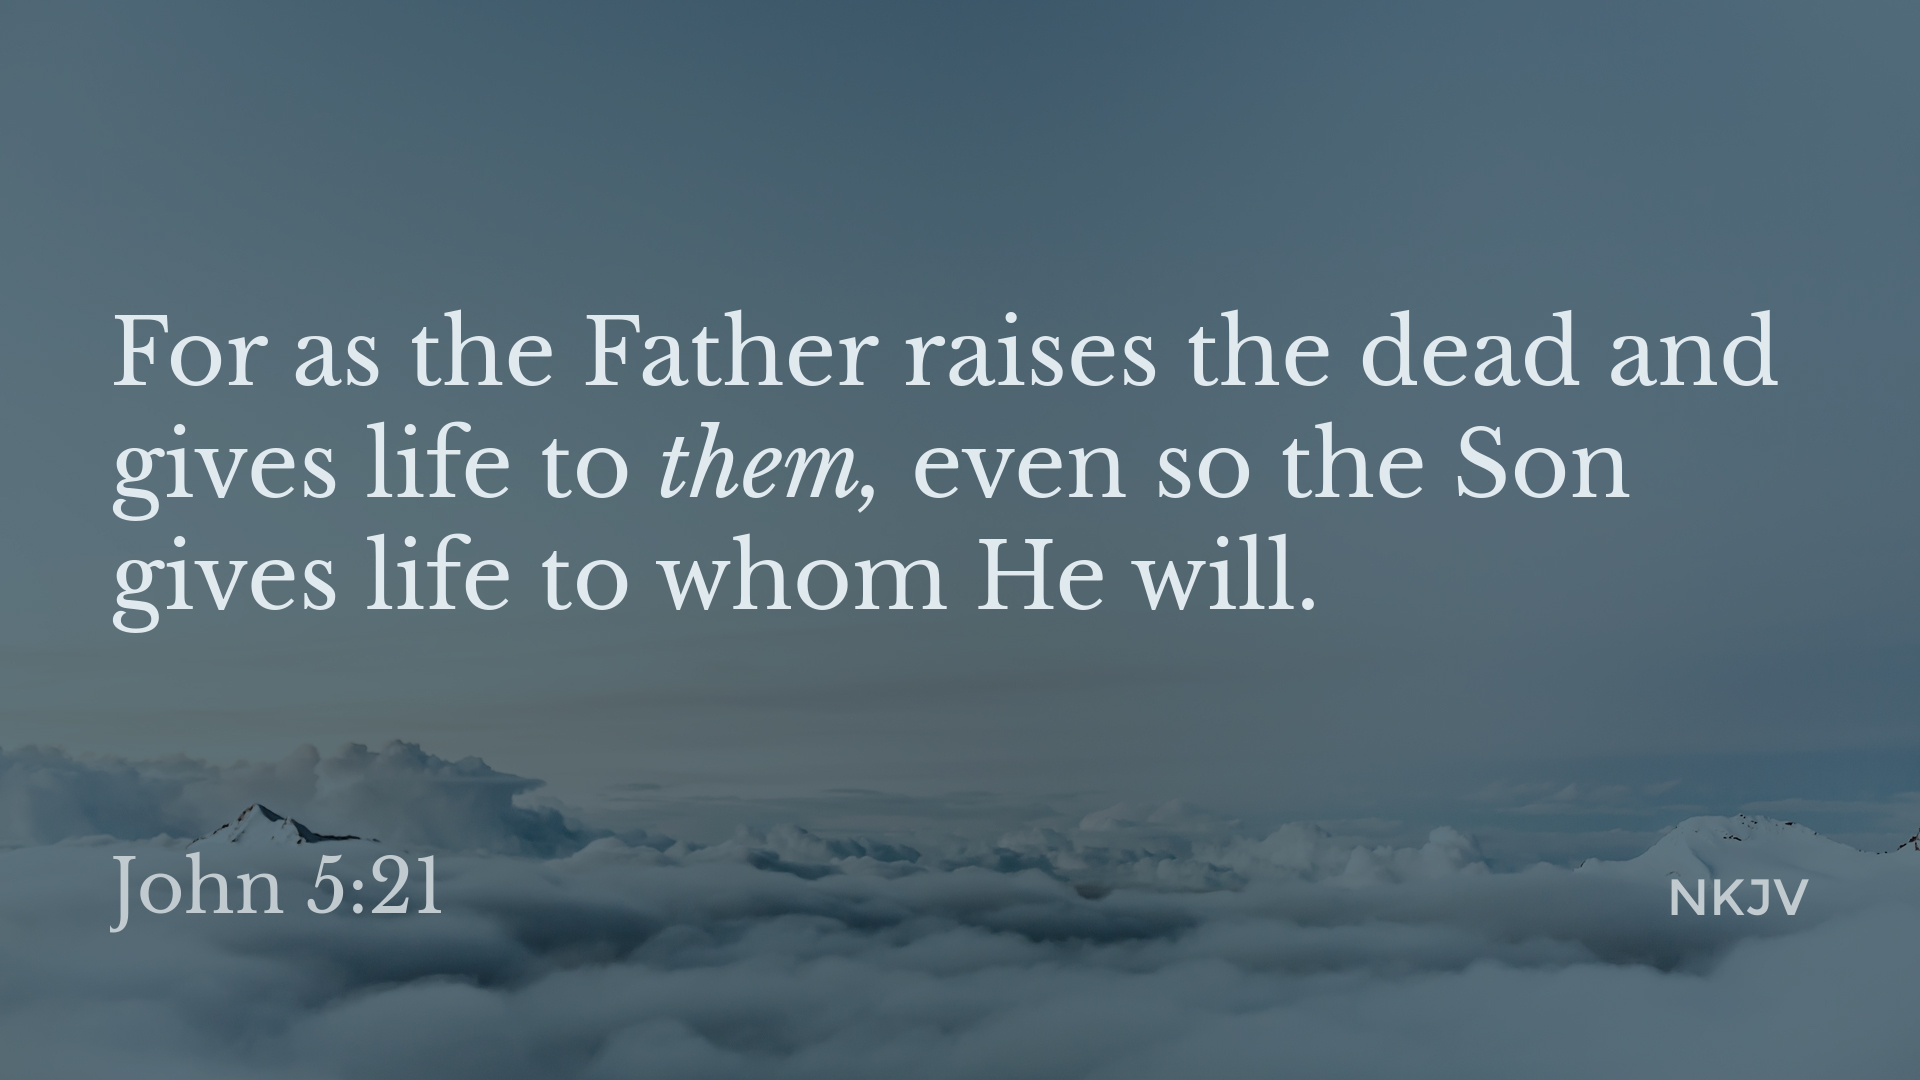 For as the Father raises the dead and
gives life to them, even so the Son
gives life to whom He will.
John 5:21
NKJV